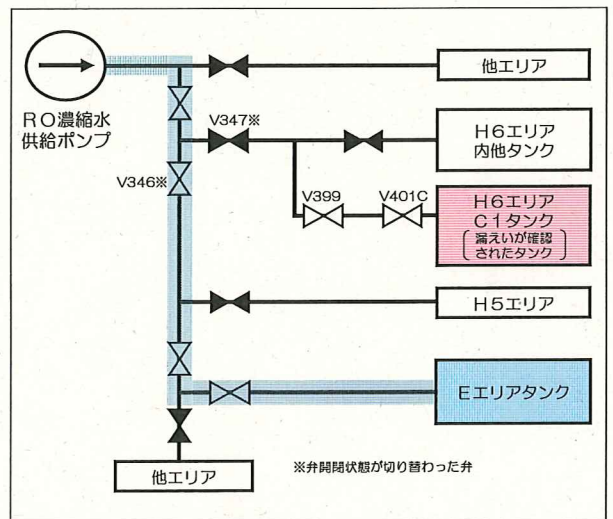 RO濃縮水
供給ポンプ
他エリア
V347※
H6エリア
内他タンク
V346※
V399
V401C
H6エリア
C1タンク
漏えいが確認
されたタンク
H5エリア
Eエリアタンク
他エリア
※弁開閉状態が切り替わった弁